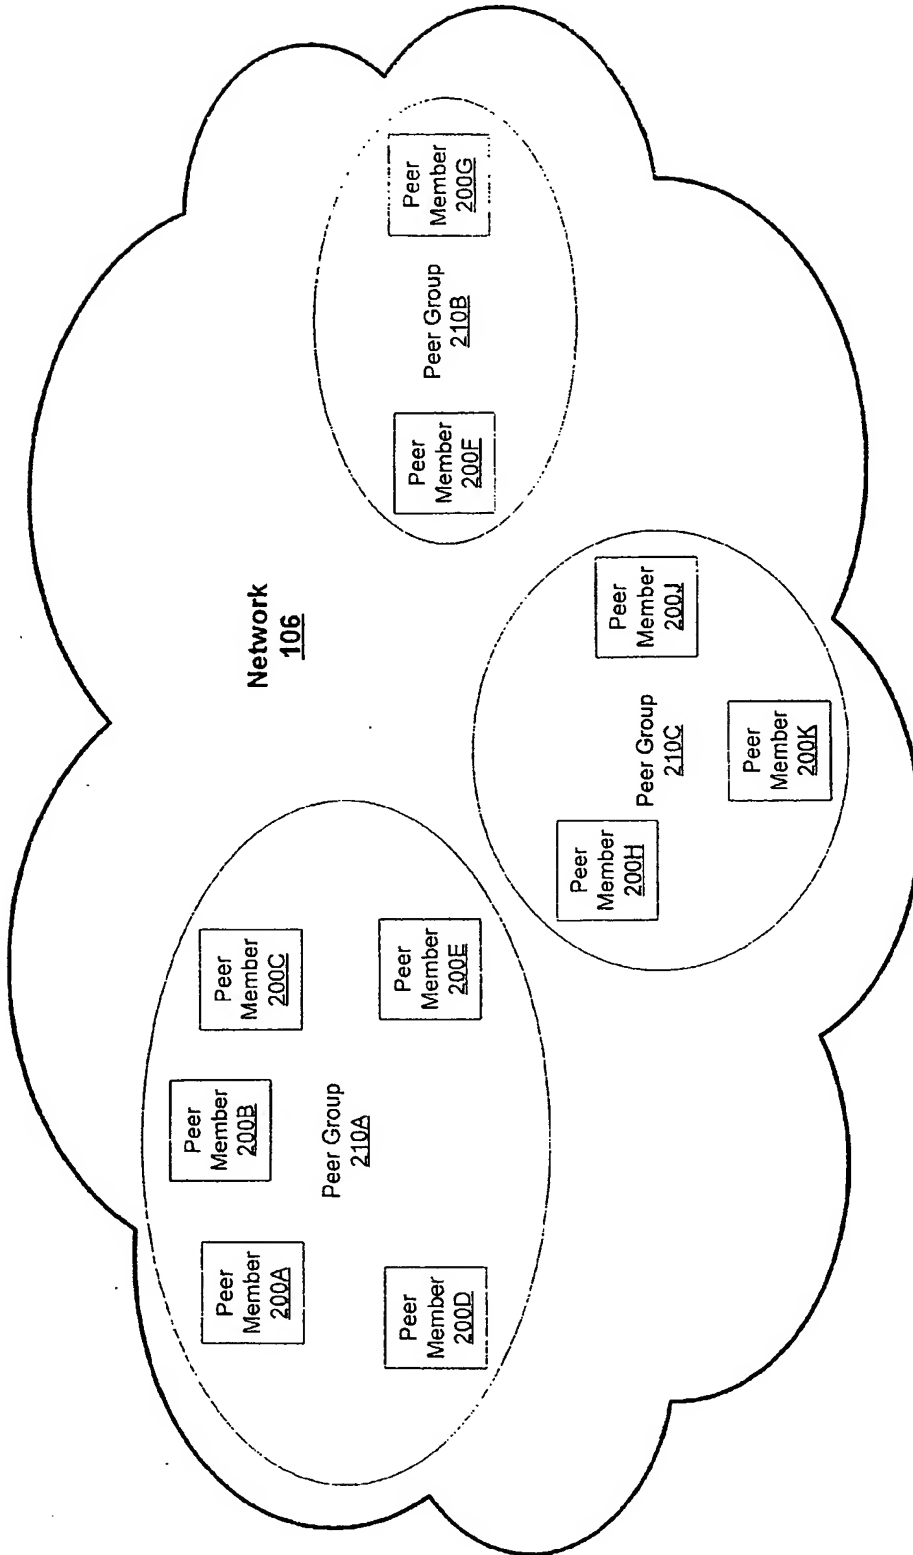 Network
106
Peer
Member
200A
Peer
Member
200B
Peer
Member
200C
Peer Group
210A
Peer
Member
200D
Peer
Member
200E
Peer
Member
200F
Peer Group
210B
Peer
Member
200G
Peer
Member
200H
Peer Group
210C
Peer
Member
200J
Peer
Member
200K